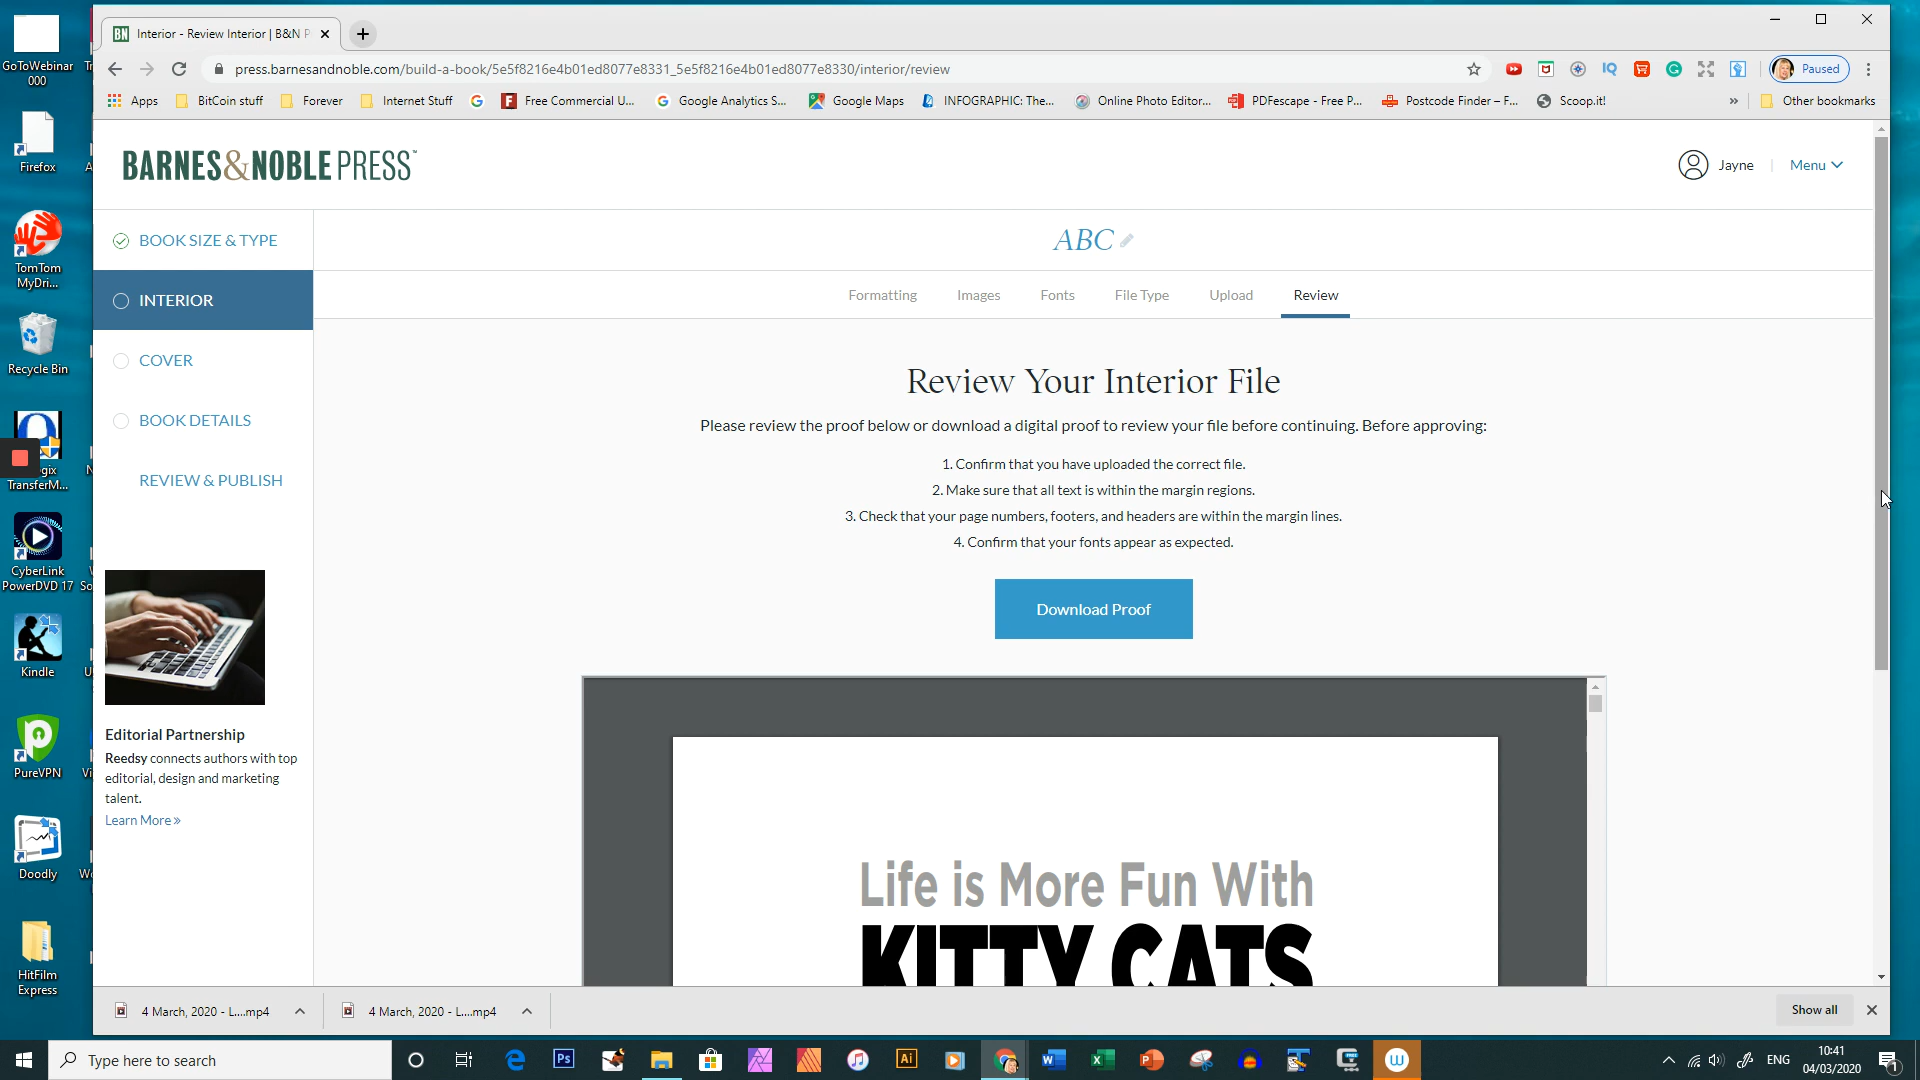 Interior - Review Interior | B&N P
press.barnesandnoble.com/build-a-book/5e5f8216e4b01ed8077e8331_5e5f8216e4b01ed8077e8330/interior/review
Paused
Apps
BitCoin stuff
Forever
Internet Stuff
Free Commercial U...
Google Analytics S...
Google Maps
INFOGRAPHIC: The...
Online Photo Editor...
PDFescape - Free P...
Postcode Finder – F...
Scoop.it!
»
Other bookmarks
BARNES&NOBLE PRESS™
Jayne
Menu
BOOK SIZE & TYPE
INTERIOR
COVER
BOOK DETAILS
REVIEW & PUBLISH
ABC
Formatting
Images
Fonts
File Type
Upload
Review
Review Your Interior File
Please review the proof below or download a digital proof to review your file before continuing. Before approving:
1. Confirm that you have uploaded the correct file.
2. Make sure that all text is within the margin regions.
3. Check that your page numbers, footers, and headers are within the margin lines.
4. Confirm that your fonts appear as expected.
Download Proof
Life is More Fun With
KITTY CATS
Editorial Partnership
Reedsy connects authors with top
editorial, design and marketing
talent.
Learn More »
GoToWebinar
000
Firefox
TomTom
MyDri...
Recycle Bin
TransferM...
CyberLink
PowerDVD 17
Kindle
PureVPN
Doodly
HitFilm
Express
4 March, 2020 - L....mp4
4 March, 2020 - L....mp4
Show all
Type here to search
ENG
10:41
04/03/2020
1